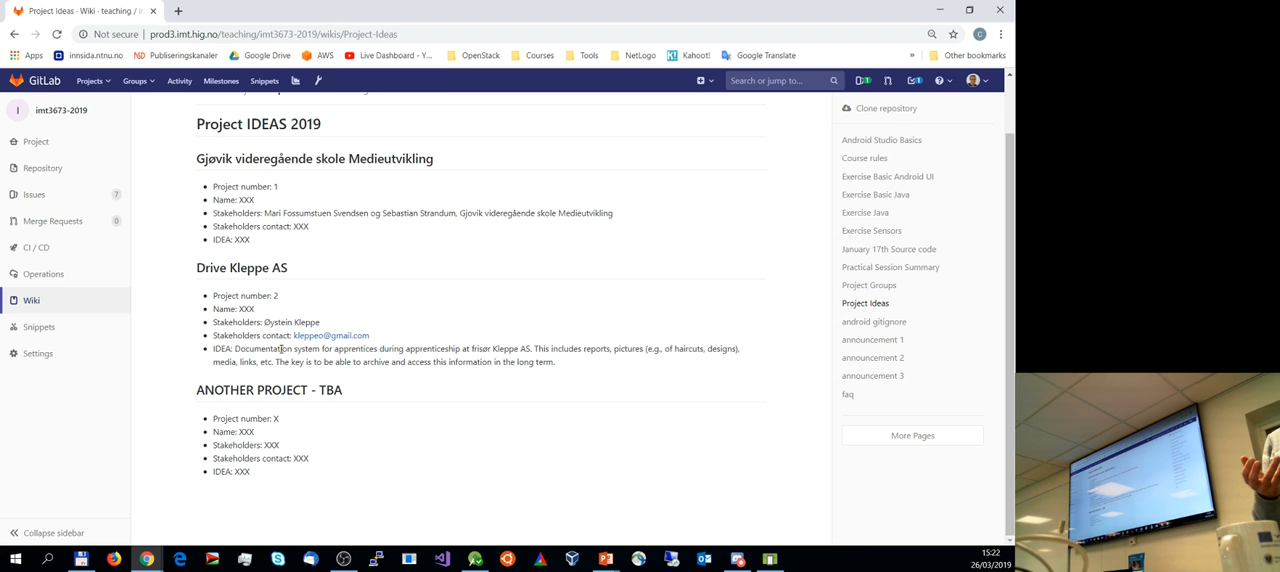 Project Ideas · Wiki · teaching / im
Not secure | prod3.imt.hig.no/teaching/imt3673-2019/wikis/Project-Ideas
Apps innsida.ntnu.no Publiseringskanaler Google Drive AWS Live Dashboard - Y... OpenStack Courses Tools NetLogo Kahoot! Google Translate » Other bookmarks
GitLab Projects Groups Activity Milestones Snippets Search or jump to... 1 1
I imt3673-2019
Project
Repository
Issues 7
Merge Requests 0
CI / CD
Operations
Wiki
Snippets
Settings
Collapse sidebar
Project IDEAS 2019
Gjøvik videregående skole Medieutvikling
Project number: 1
Name: XXX
Stakeholders: Mari Fossumstuen Svendsen og Sebastian Strandum, Gjovik videregående skole Medieutvikling
Stakeholders contact: XXX
IDEA: XXX
Drive Kleppe AS
Project number: 2
Name: XXX
Stakeholders: Øystein Kleppe
Stakeholders contact: kleppeo@gmail.com
IDEA: Documentation system for apprentices during apprenticeship at frisør Kleppe AS. This includes reports, pictures (e.g., of haircuts, designs),
media, links, etc. The key is to be able to archive and access this information in the long term.
ANOTHER PROJECT - TBA
Project number: X
Name: XXX
Stakeholders: XXX
Stakeholders contact: XXX
IDEA: XXX
Clone repository
Android Studio Basics
Course rules
Exercise Basic Android UI
Exercise Basic Java
Exercise Java
Exercise Sensors
January 17th Source code
Practical Session Summary
Project Groups
Project Ideas
android gitignore
announcement 1
announcement 2
announcement 3
faq
More Pages
15:22
26/03/2019